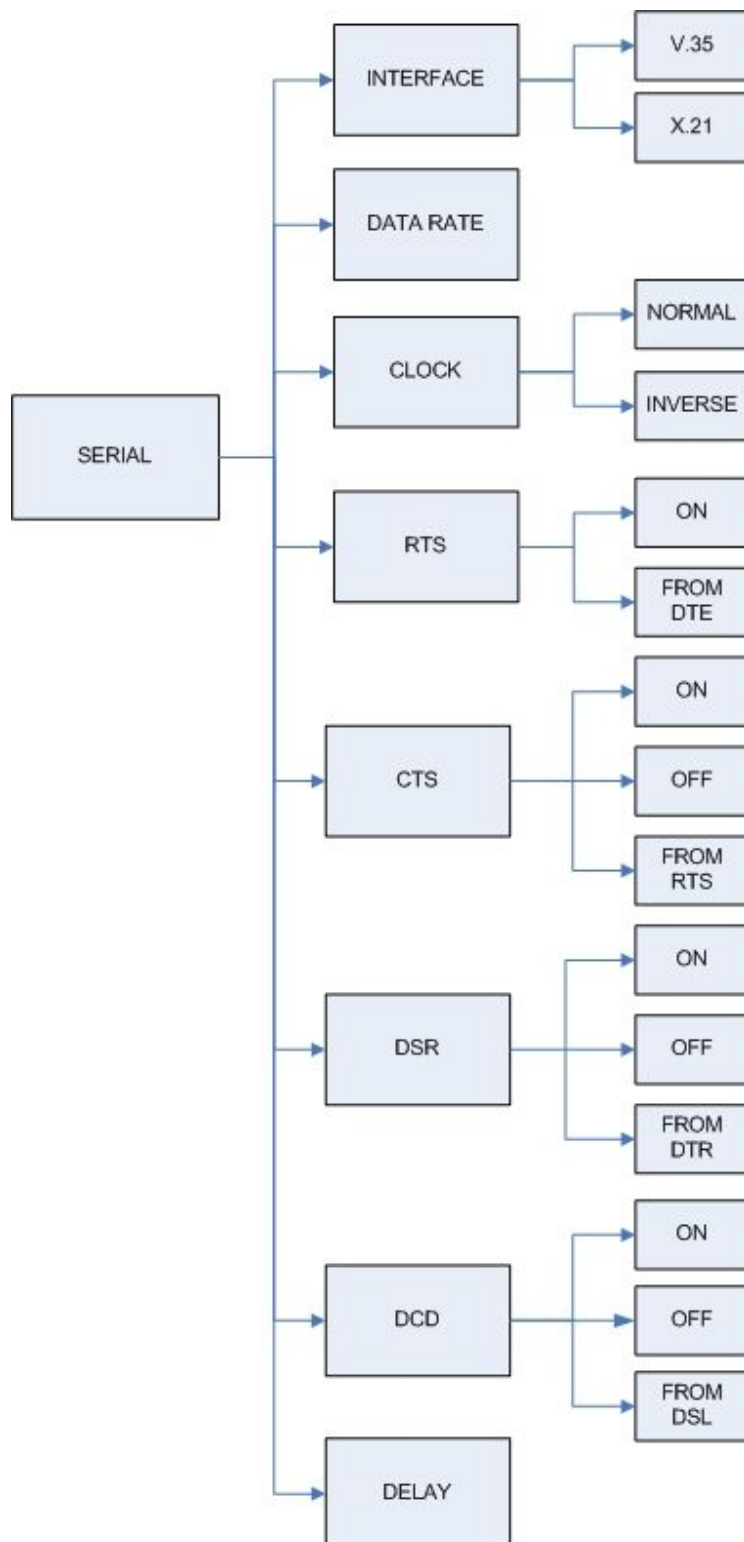 SERIAL
INTERFACE
V.35
X.21
DATA RATE
CLOCK
NORMAL
INVERSE
RTS
ON
FROM
DTE
CTS
ON
OFF
FROM
RTS
DSR
ON
OFF
FROM
DTR
DCD
ON
OFF
FROM
DSL
DELAY